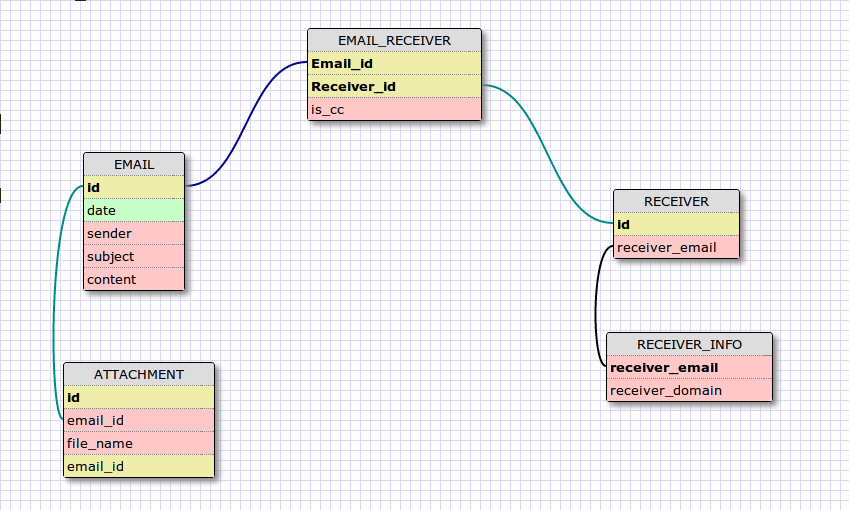 EMAIL_RECEIVER
Email_id
Receiver_id
is_cc
EMAIL
id
date
sender
subject
content
RECEIVER
id
receiver_email
RECEIVER_INFO
receiver_email
receiver_domain
ATTACHMENT
id
email_id
file_name
email_id